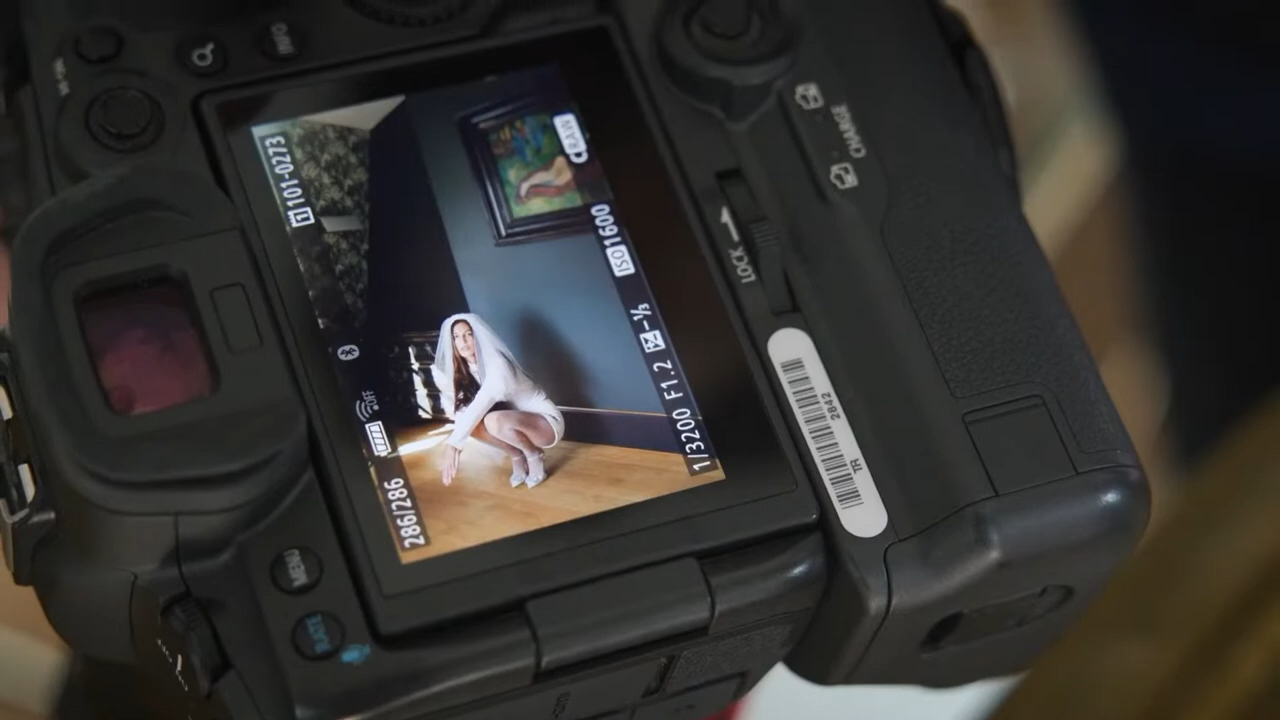 101-0273
CRAW
ISO1600
-1/3
F1.2
1/3200
OFF
286/286
INFO
MENU
RATE
LOCK
CHARGE
2842
TR